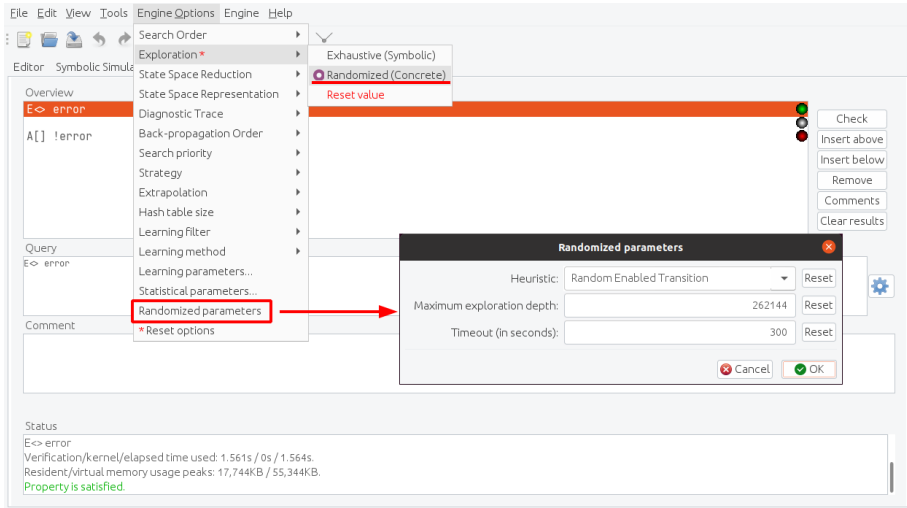 File Edit View Tools Engine Options Engine Help
Search Order
Exploration *
Exhaustive (Symbolic)
Randomized (Concrete)
Reset value
Editor Symbolic Simula
State Space Reduction
State Space Representation
Diagnostic Trace
Back-propagation Order
Search priority
Strategy
Extrapolation
Hash table size
Learning filter
Learning method
Learning parameters...
Statistical parameters...
Randomized parameters
* Reset options
Overview
E<> error
A[] !error
Check
Insert above
Insert below
Remove
Comments
Clear results
Query
E<> error
Randomized parameters
Heuristic: Random Enabled Transition Reset
Maximum exploration depth: 262144 Reset
Timeout (in seconds): 300 Reset
Cancel OK
Comment
Status
E<> error
Verification/kernel/elapsed time used: 1.561s / 0s / 1.564s.
Resident/virtual memory usage peaks: 17,744KB / 55,344KB.
Property is satisfied.